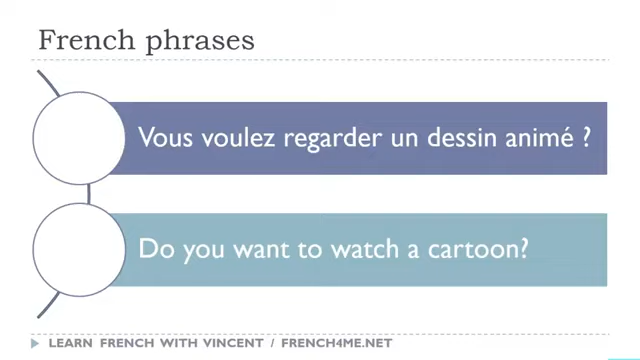 French phrases
Vous voulez regarder un dessin animé ?
Do you want to watch a cartoon?
LEARN FRENCH WITH VINCENT / FRENCH4ME.NET